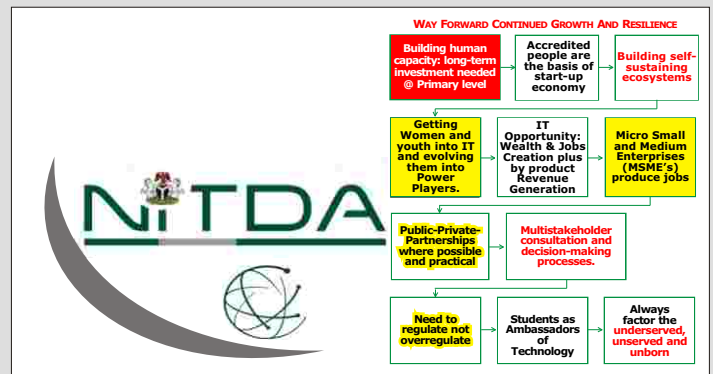 WAY FORWARD CONTINUED GROWTH AND RESILIENCE
Building human
capacity: long-term
investment needed
@ Primary level
Accredited
people are
the basis of
start-up
economy
Building self-
sustaining
ecosystems
Getting
Women and
youth into IT
and evolving
them into
Power
Players.
IT
Opportunity:
Wealth & Jobs
Creation plus
by product
Revenue
Generation
Micro Small
and Medium
Enterprises
(MSME's)
produce jobs
NiTDA
Public-Private-
Partnerships
where possible
and practical
Multistakeholder
consultation and
decision-making
processes.
Need to
regulate not
overregulate
Students as
Ambassadors
of
Technology
Always
factor the
underserved,
unserved and
unborn